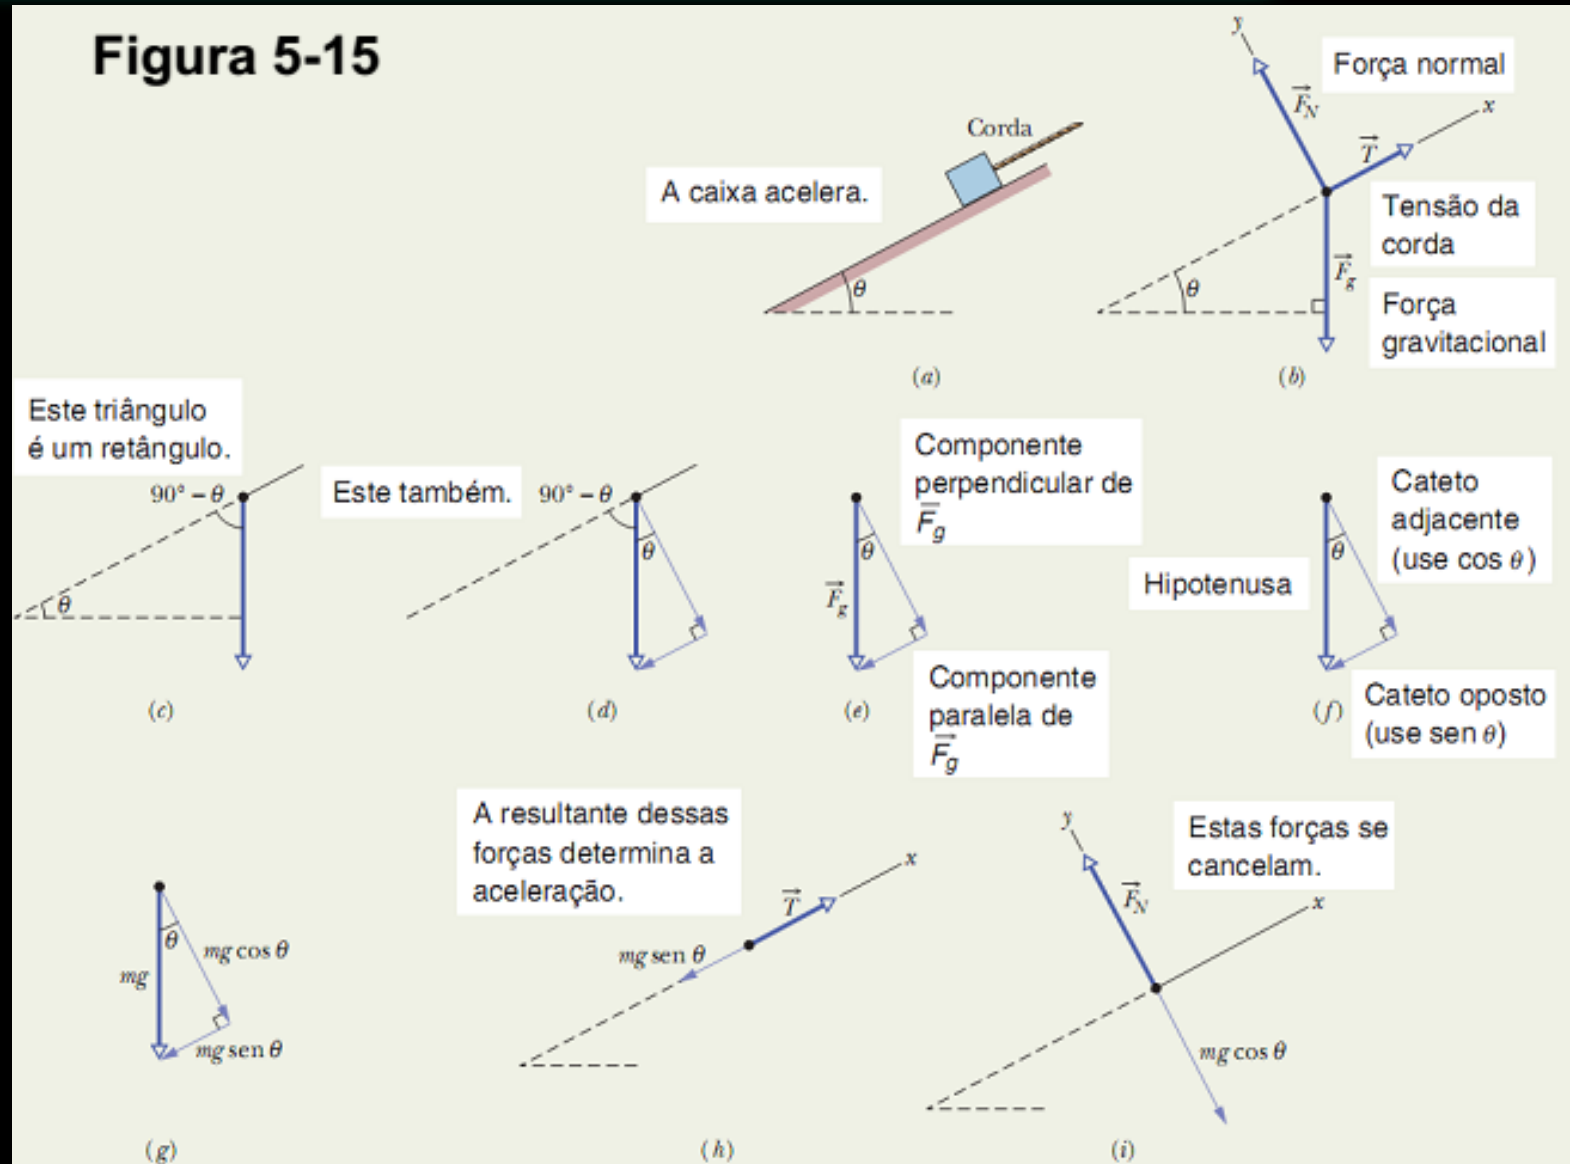 Figura 5-15
y
Força normal
F_N
x
Corda
T
A caixa acelera.
Tensão da
corda
θ
θ
F_g
Força
gravitacional
(a)
(b)
Este triângulo
é um retângulo.
90° – θ
θ
(c)
Este também.
90° – θ
θ
(d)
Componente
perpendicular de
F_g
θ
F_g
Componente
paralela de
F_g
(e)
Hipotenusa
θ
Cateto
adjacente
(use cos θ)
Cateto oposto
(use sen θ)
(f)
θ
mg cos θ
mg
mg sen θ
(g)
A resultante dessas
forças determina a
aceleração.
x
T
mg sen θ
(h)
y
Estas forças se
cancelam.
F_N
x
mg cos θ
(i)